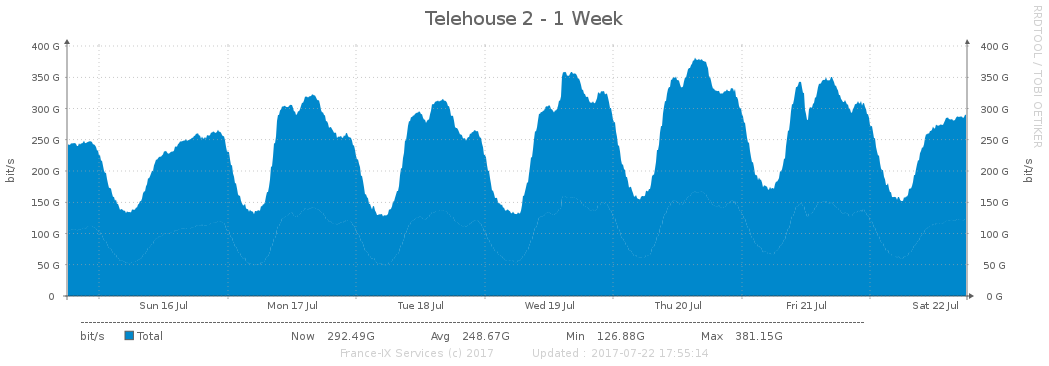 Telehouse 2 - 1 Week
RRDTOOL / TOBI OETIKER
400 G 400 G
350 G 350 G
300 G 300 G
250 G 250 G
200 G 200 G
150 G 150 G
100 G 100 G
50 G 50 G
0 0 G
bit/s bit/s
Sun 16 Jul Mon 17 Jul Tue 18 Jul Wed 19 Jul Thu 20 Jul Fri 21 Jul Sat 22 Jul
bit/s Total Now 292.49G Avg 248.67G Min 126.88G Max 381.15G
France-IX Services (c) 2017 Updated : 2017-07-22 17:55:14